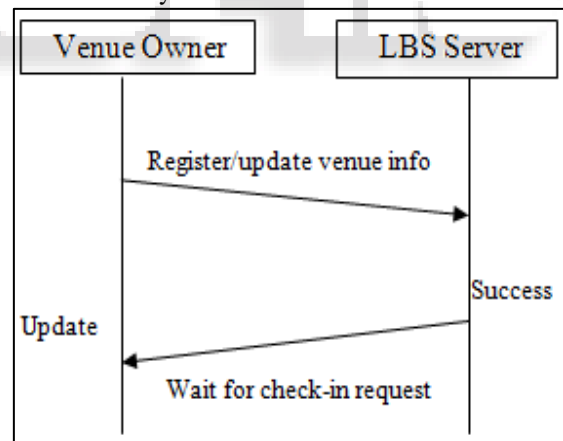 Venue Owner
LBS Server
Register/update venue info
Success
Update
Wait for check-in request